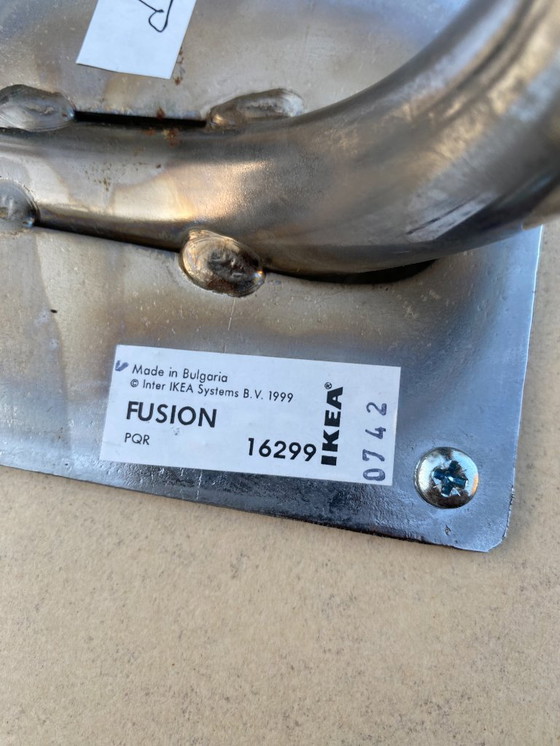 Made in Bulgaria
© Inter IKEA Systems B.V. 1999
FUSION
PQR 16299
IKEA®
0742